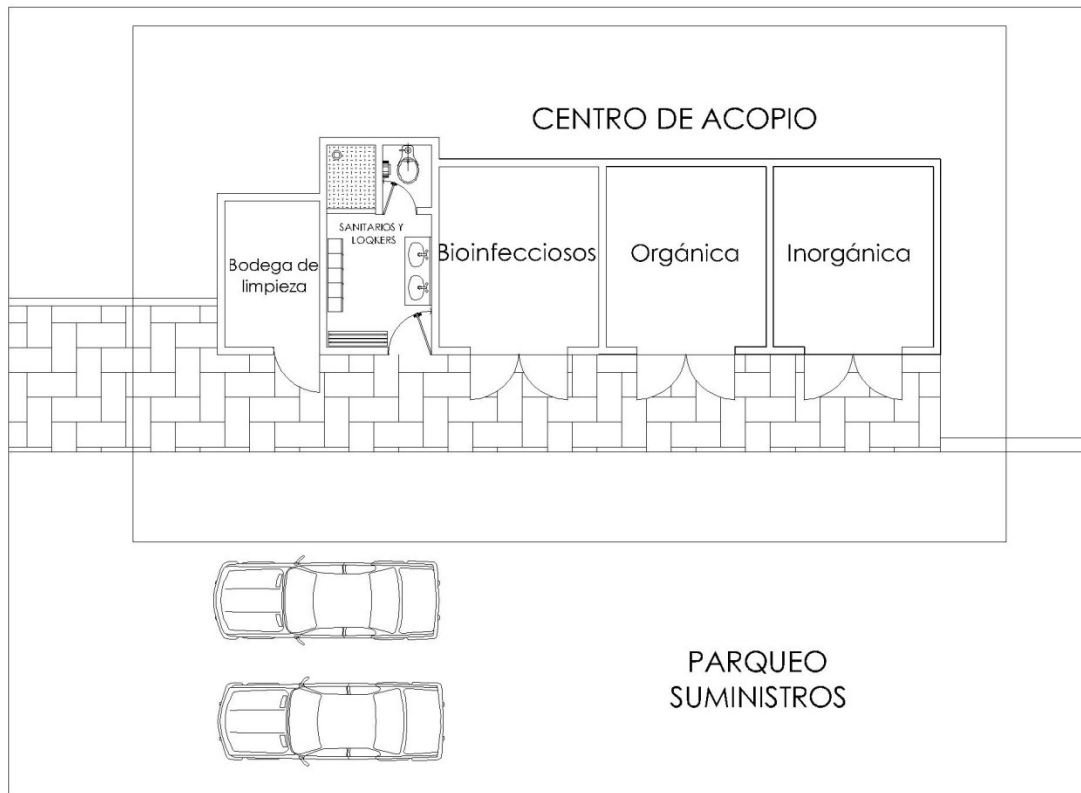 CENTRO DE ACOPIO
SANITARIOS Y
LOQKERS
Bodega de
limpieza
Bioinfecciosos
Orgánica
Inorgánica
PARQUEO
SUMINISTROS